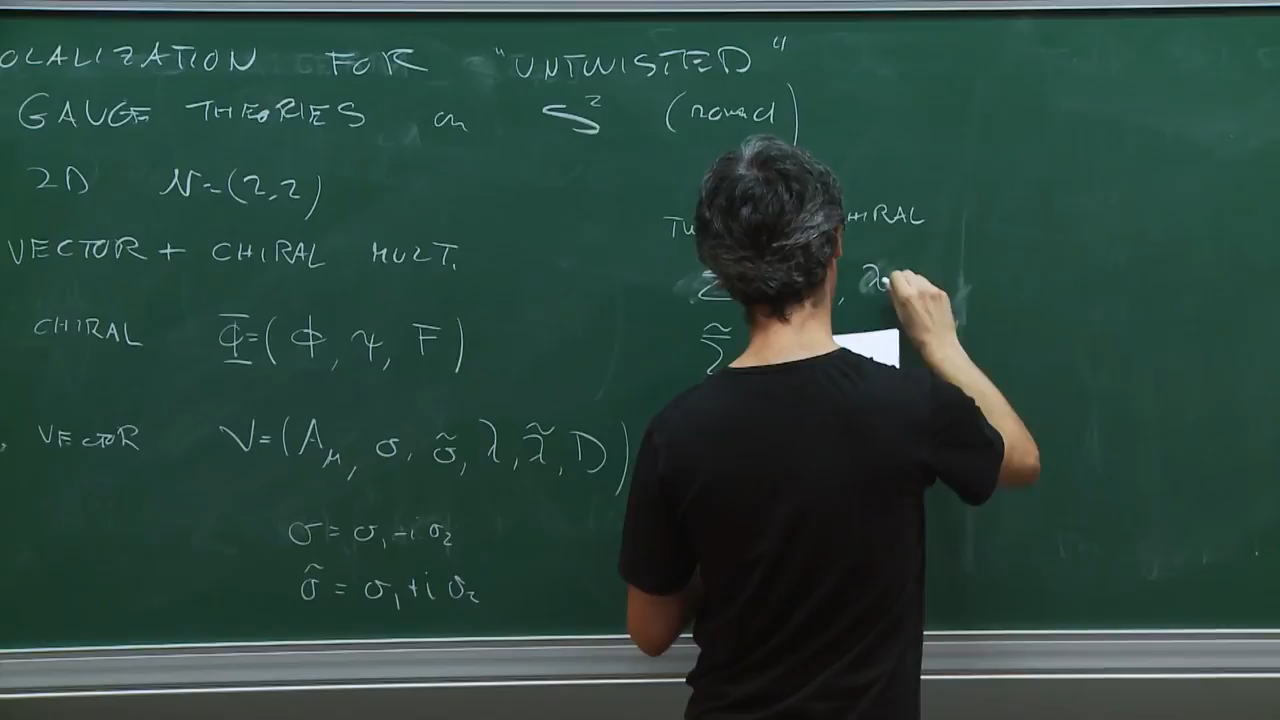 OCALIZATION FOR "UNTWISTED"
GAUGE THEORIES on S² (round)
2D N=(2,2)
VECTOR + CHIRAL MULT.
CHIRAL Φ=(ϕ, ψ, F)
VECTOR V=(A_μ, σ, σ̃, λ, λ̃, D)
σ = σ₁ - i σ₂
σ̃ = σ₁ + i σ₂
HIRAL
Σ , λ
Σ̃